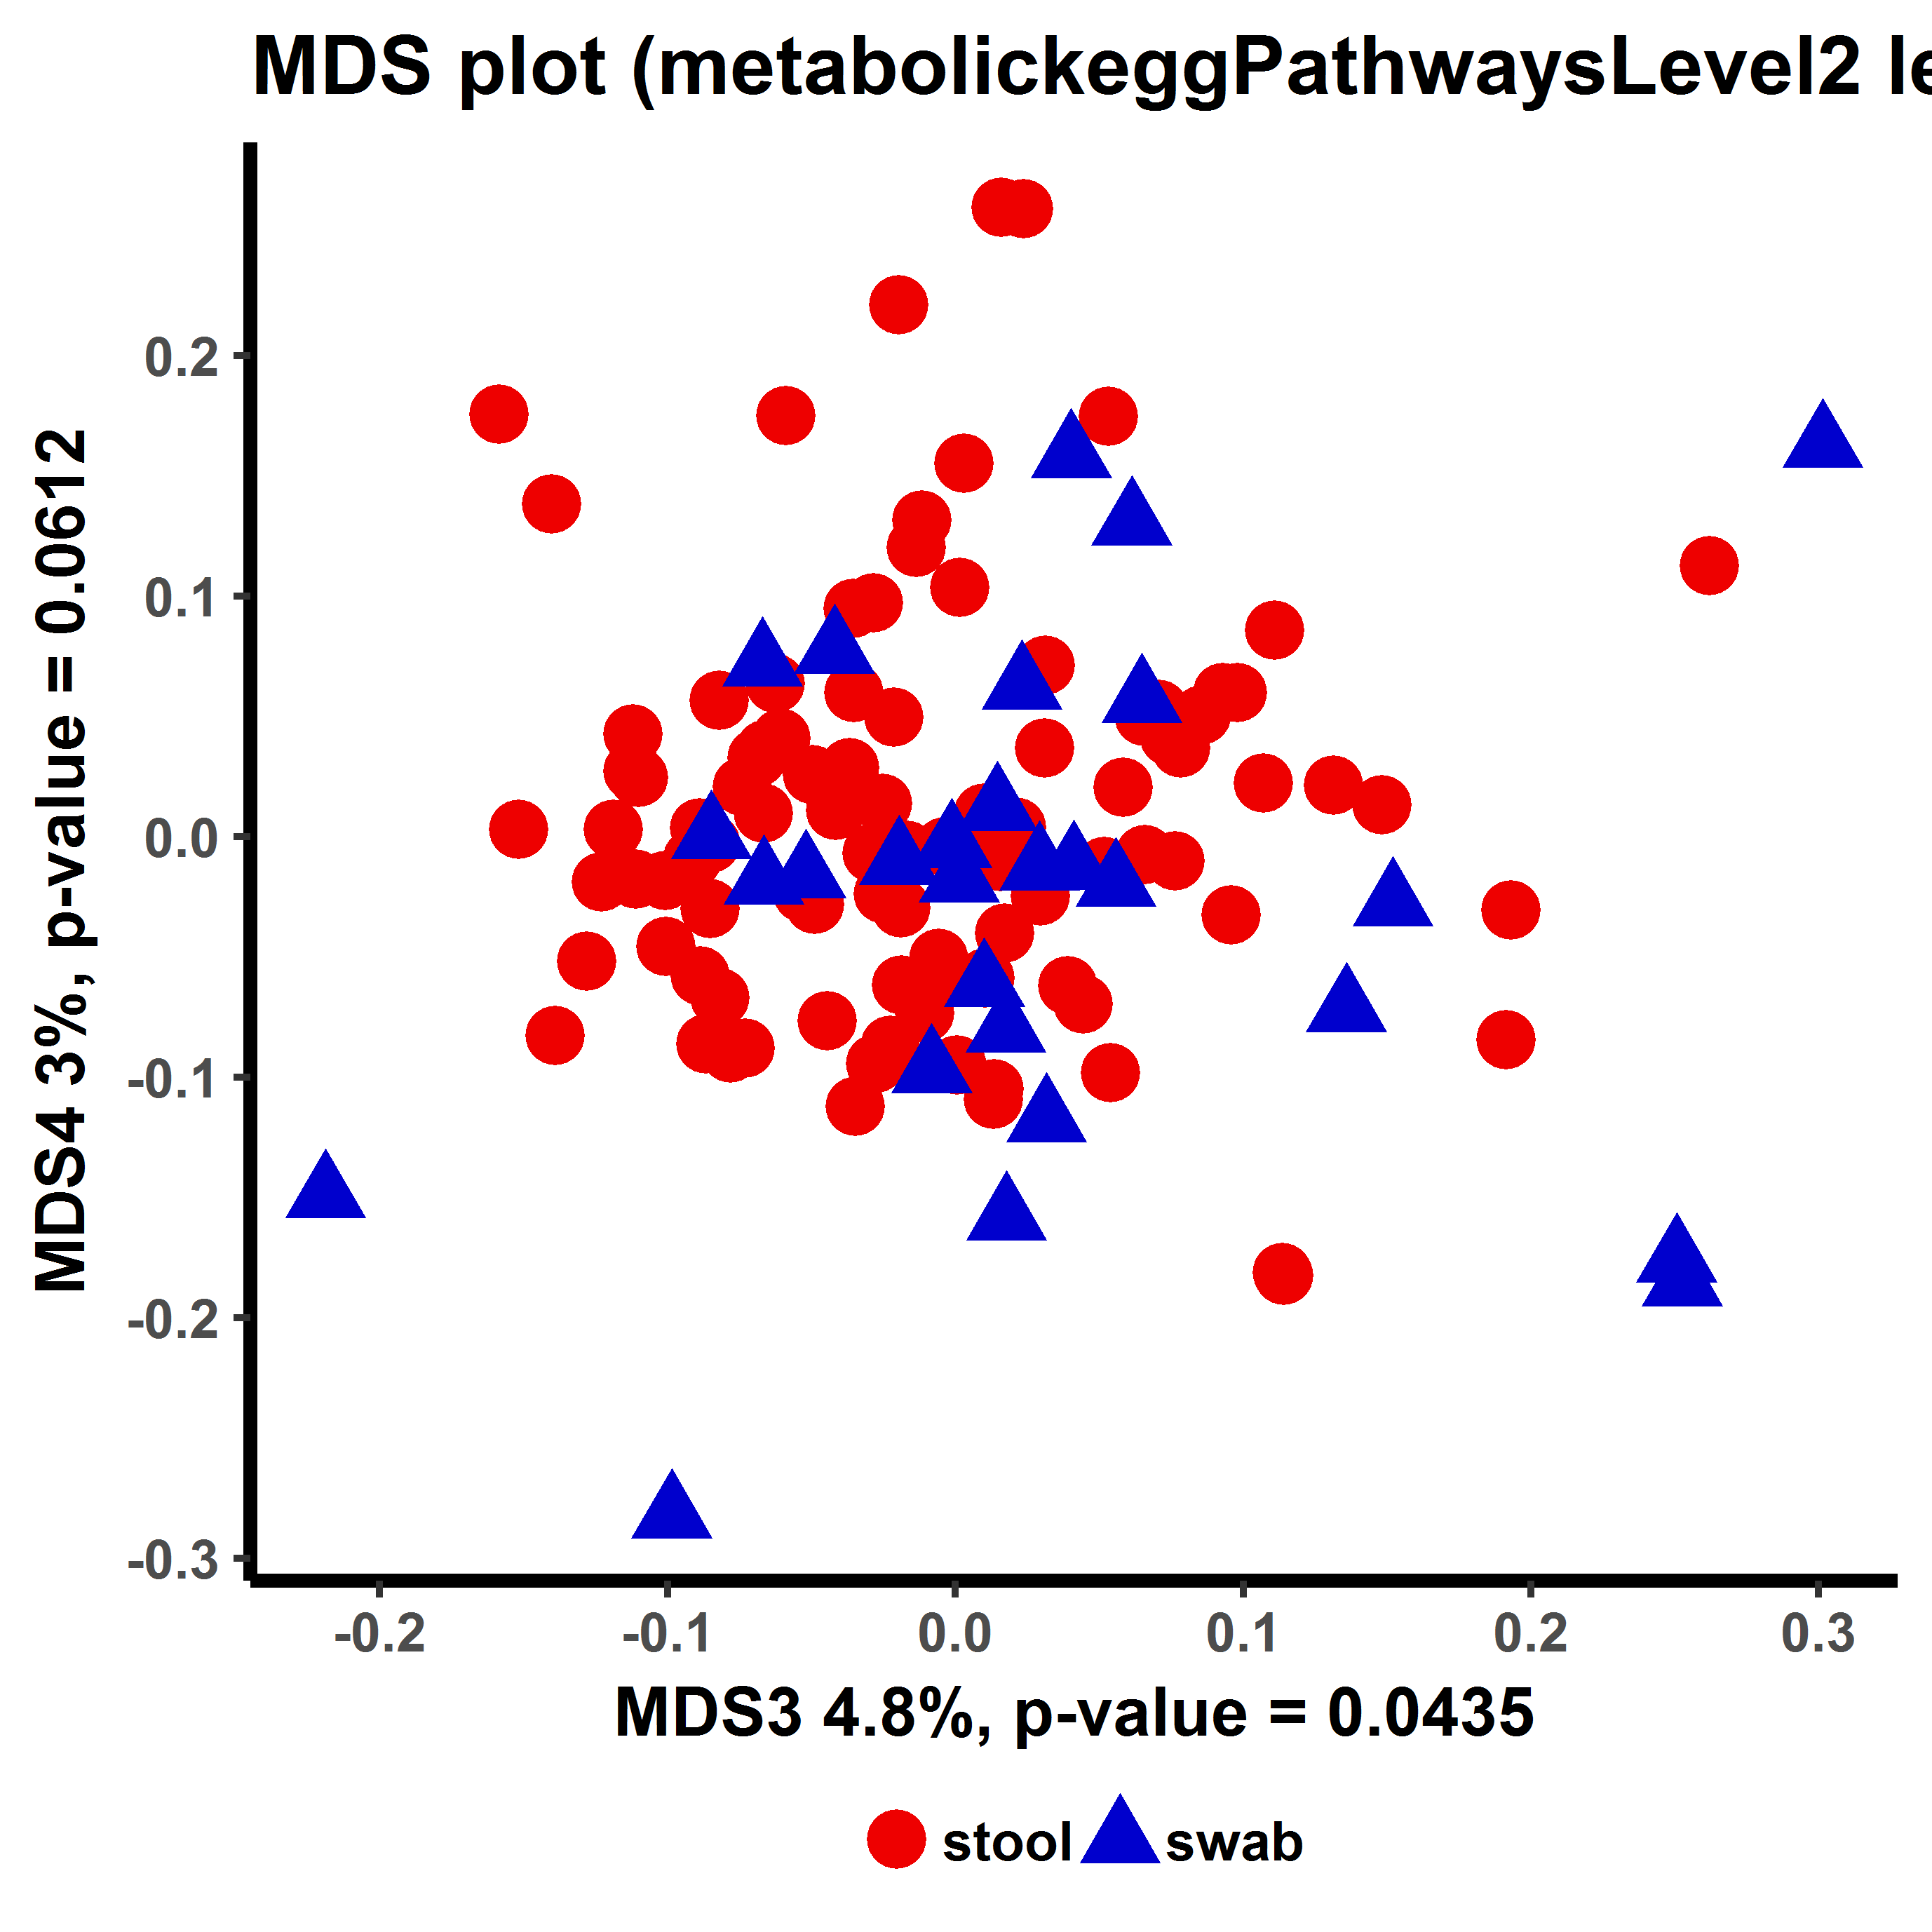 MDS plot (metabolickeggPathwaysLevel2 le
MDS4 3%, p-value = 0.0612
0.2
0.1
0.0
-0.1
-0.2
-0.3
-0.2 -0.1 0.0 0.1 0.2 0.3
MDS3 4.8%, p-value = 0.0435
stool swab